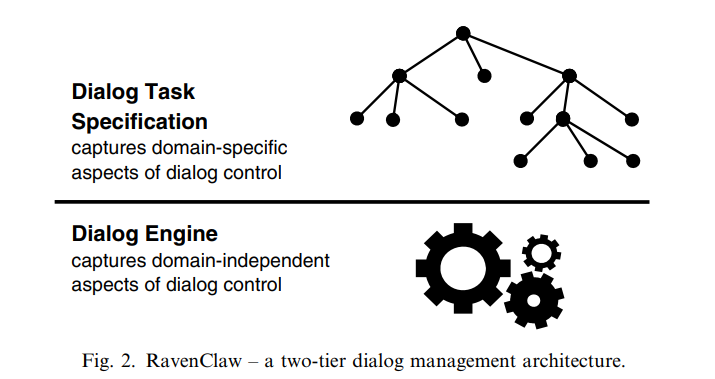 Dialog Task
Specification
captures domain-specific
aspects of dialog control
Dialog Engine
captures domain-independent
aspects of dialog control
Fig. 2. RavenClaw – a two-tier dialog management architecture.